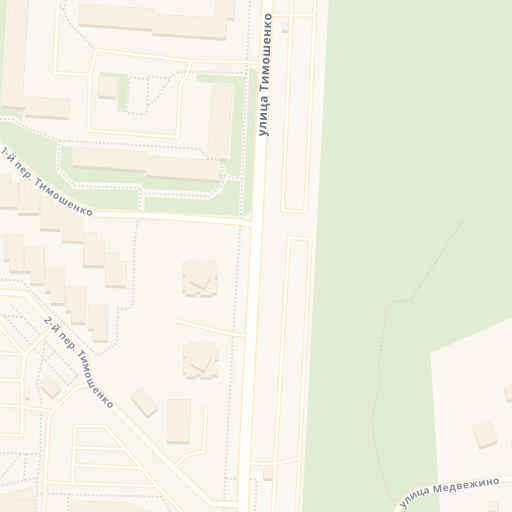 улица Тимошенко
1-й пер. Тимошенко
2-й пер. Тимошенко
улица Медвежино